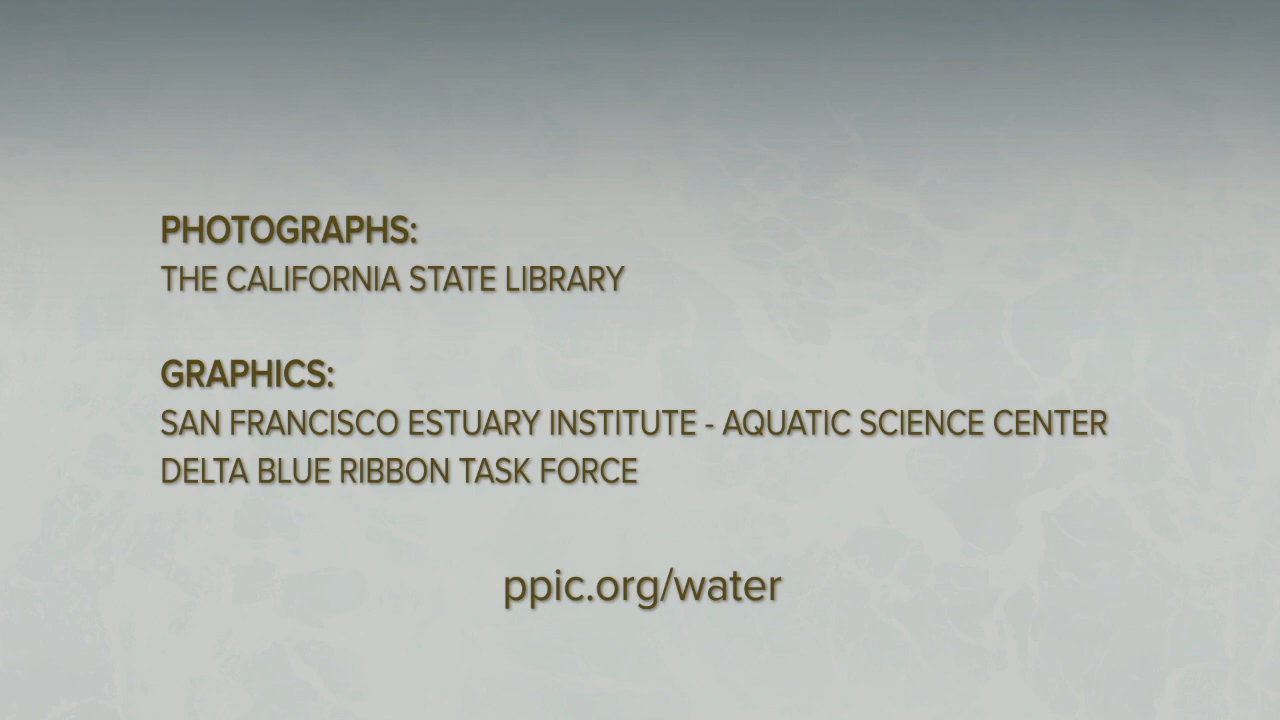 PHOTOGRAPHS:
THE CALIFORNIA STATE LIBRARY
GRAPHICS:
SAN FRANCISCO ESTUARY INSTITUTE - AQUATIC SCIENCE CENTER
DELTA BLUE RIBBON TASK FORCE
ppic.org/water